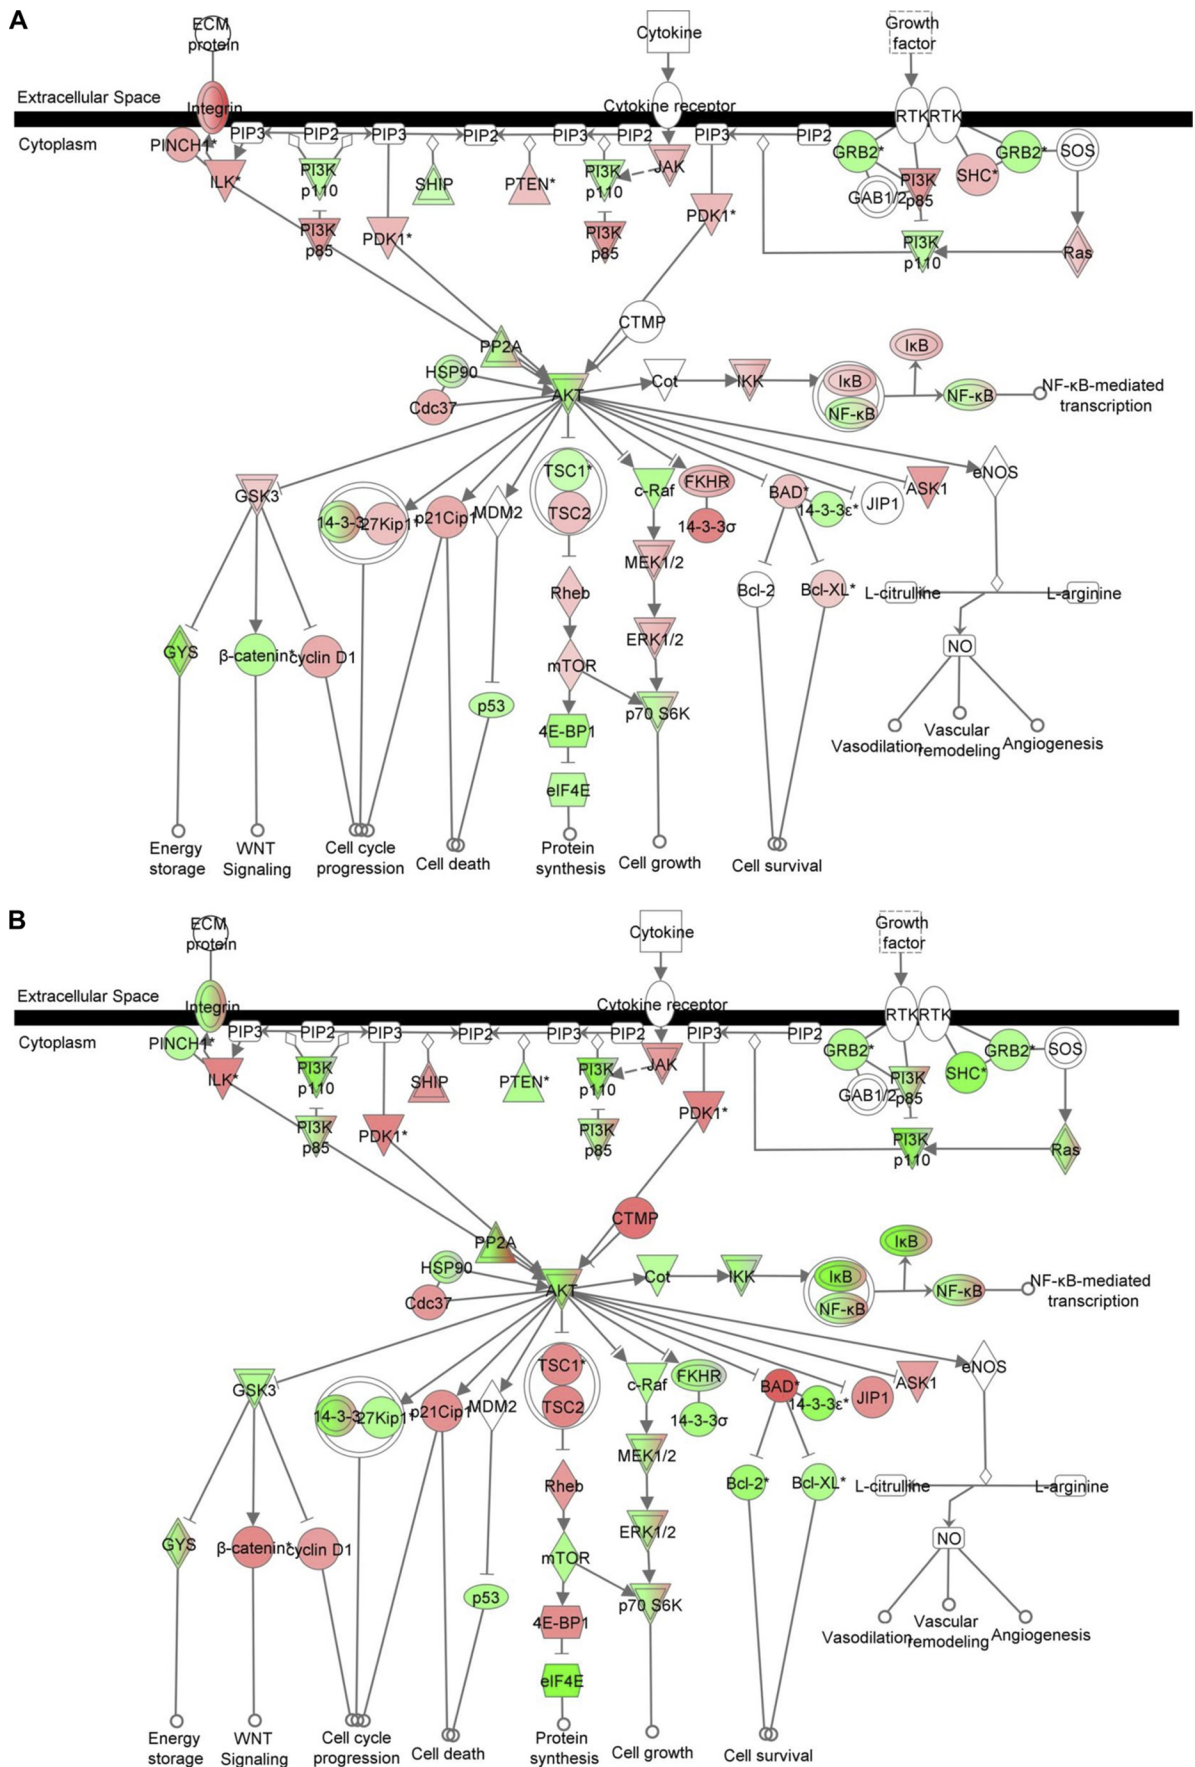 A
ECM
protein
Cytokine
Growth
factor
Extracellular Space
Integrin
Cytokine receptor
RTK
RTK
Cytoplasm
PINCH1*
PIP3
PIP2
PIP3
PIP2
PIP3
PIP2
PIP3
PIP2
GRB2*
GRB2*
SOS
ILK*
PI3K
p110
SHIP
PTEN*
PI3K
p110
JAK
GAB1/2
PI3K
p85
SHC*
PI3K
p85
PDK1*
PI3K
p85
PDK1*
PI3K
p110
Ras
CTMP
PP2A
HSP90
AKT
Cot
IKK
IκB
IκB
NF-κB
NF-κB
NF-κB-mediated
transcription
Cdc37
GSK3
14-3-3
27Kip1*
p21Cip1
MDM2
TSC1*
TSC2
c-Raf
FKHR
14-3-3σ
BAD*
14-3-3ε*
JIP1
ASK1
eNOS
MEK1/2
Rheb
Bcl-2
Bcl-XL*
L-citrulline
L-arginine
GYS
β-catenin*
cyclin D1
ERK1/2
mTOR
NO
p53
4E-BP1
p70 S6K
Vasodilation
Vascular
remodeling
Angiogenesis
eIF4E
Energy
storage
WNT
Signaling
Cell cycle
progression
Cell death
Protein
synthesis
Cell growth
Cell survival
B
ECM
protein
Cytokine
Growth
factor
Extracellular Space
Integrin
Cytokine receptor
RTK
RTK
Cytoplasm
PINCH1*
PIP3
PIP2
PIP3
PIP2
PIP3
PIP2
PIP3
PIP2
GRB2*
GRB2*
SOS
ILK*
PI3K
p110
SHIP
PTEN*
PI3K
p110
JAK
GAB1/2
PI3K
p85
SHC*
PI3K
p85
PDK1*
PI3K
p85
PDK1*
PI3K
p110
Ras
CTMP
PP2A
HSP90
AKT
Cot
IKK
IκB
IκB
NF-κB
NF-κB
NF-κB-mediated
transcription
Cdc37
GSK3
14-3-3
27Kip1*
p21Cip1
MDM2
TSC1*
TSC2
c-Raf
FKHR
14-3-3σ
BAD*
14-3-3ε*
JIP1
ASK1
eNOS
MEK1/2
Rheb
Bcl-2*
Bcl-XL*
L-citrulline
L-arginine
GYS
β-catenin*
cyclin D1
ERK1/2
mTOR
NO
p53
4E-BP1
p70 S6K
Vasodilation
Vascular
remodeling
Angiogenesis
eIF4E
Energy
storage
WNT
Signaling
Cell cycle
progression
Cell death
Protein
synthesis
Cell growth
Cell survival